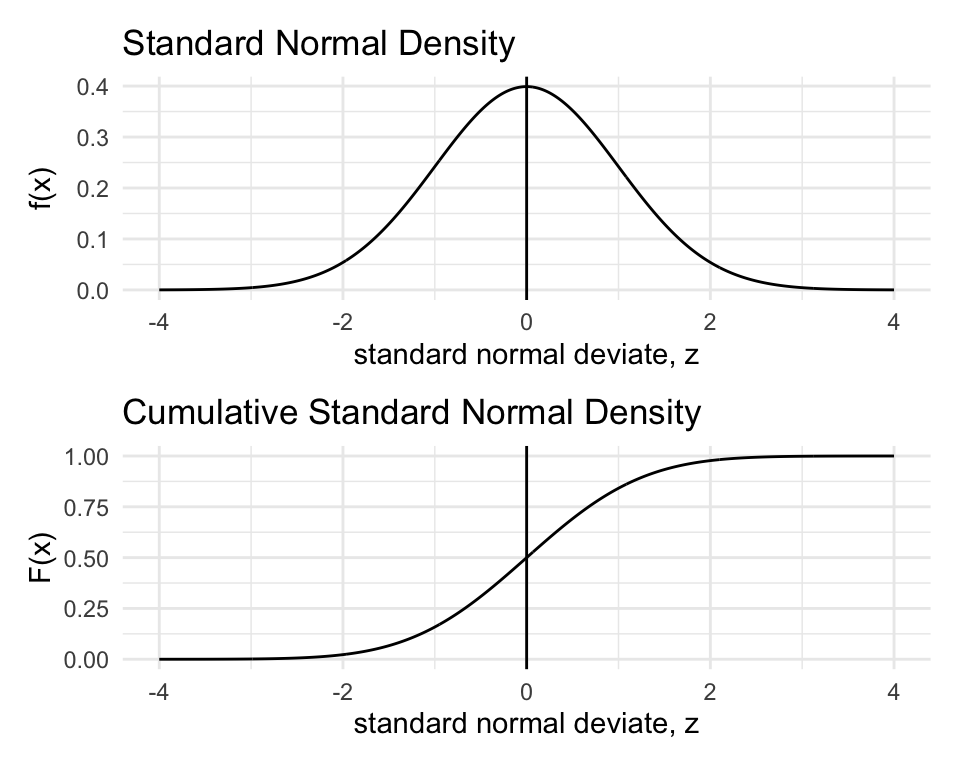 Standard Normal Density
0.4
0.3
0.2
0.1
0.0
f(x)
-4 -2 0 2 4
standard normal deviate, z
Cumulative Standard Normal Density
1.00
0.75
0.50
0.25
0.00
F(x)
-4 -2 0 2 4
standard normal deviate, z